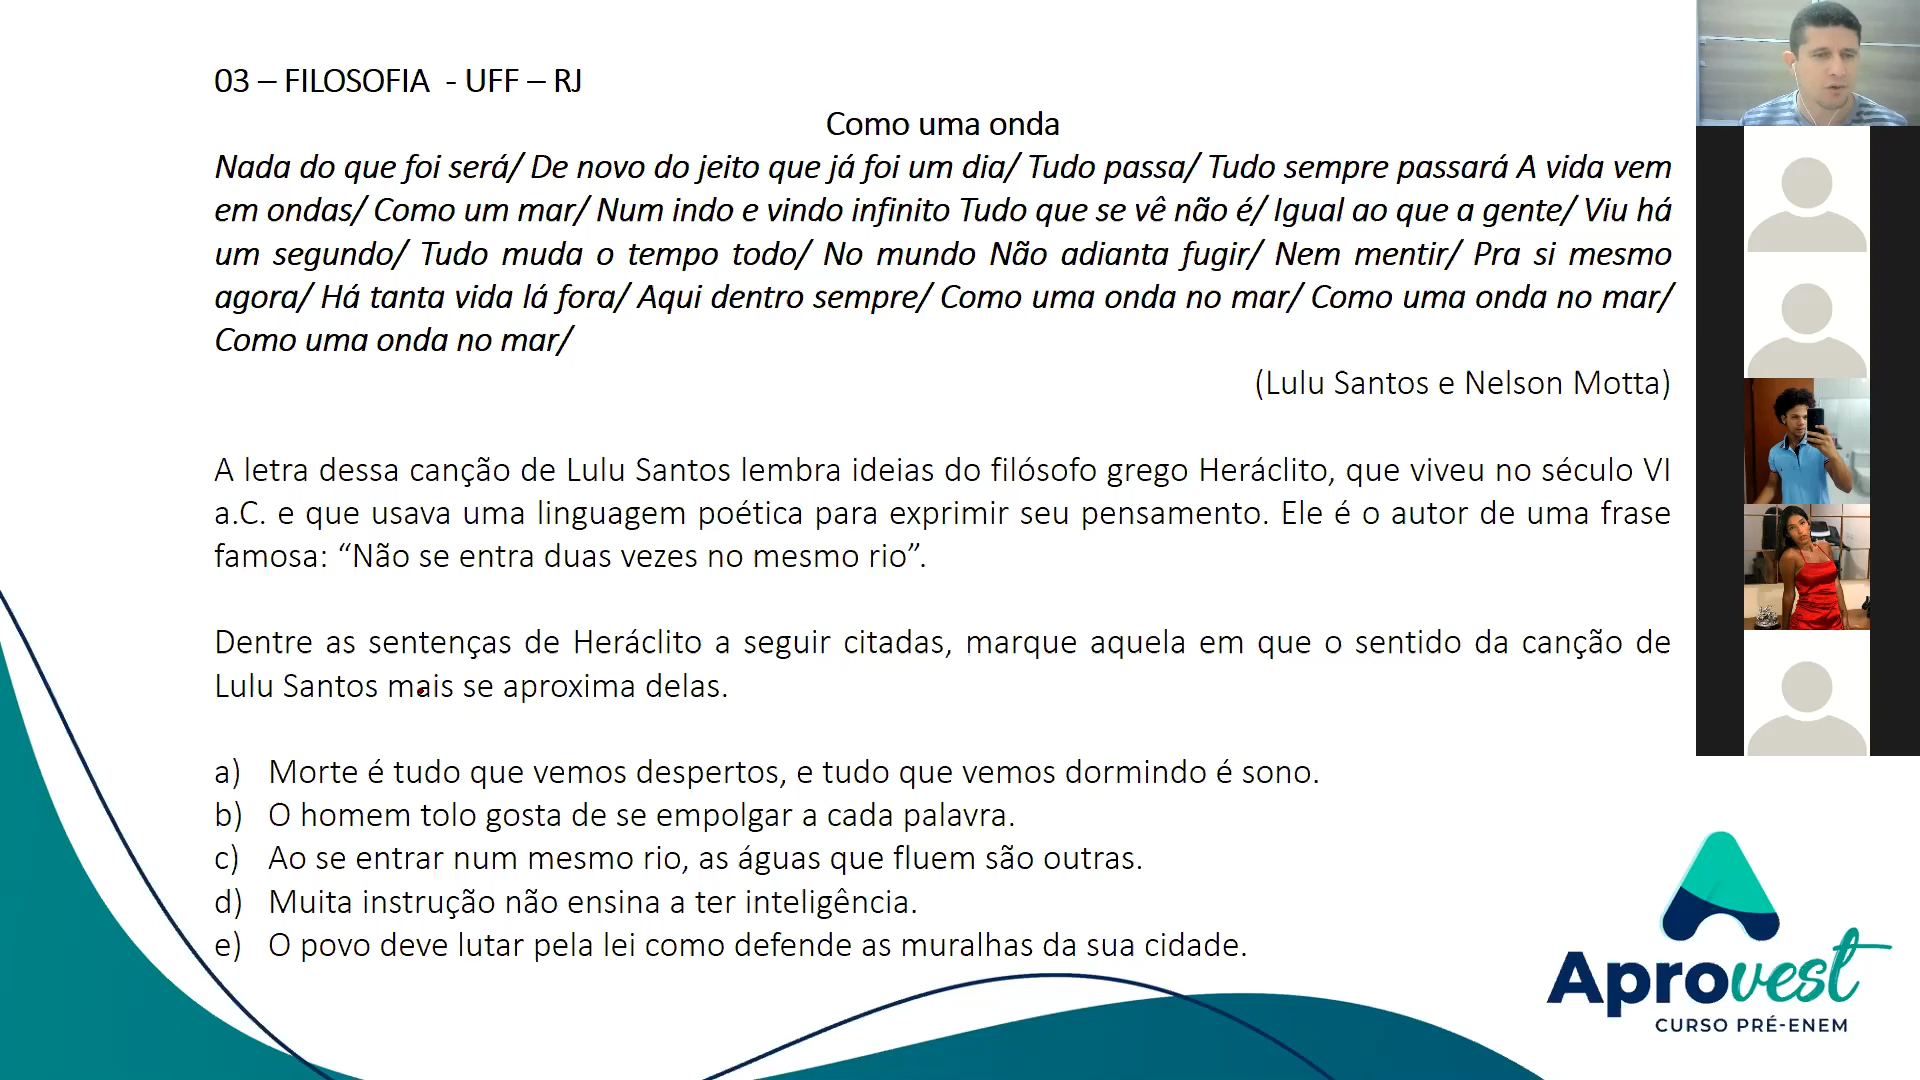 03 – FILOSOFIA - UFF – RJ
Como uma onda
Nada do que foi será/ De novo do jeito que já foi um dia/ Tudo passa/ Tudo sempre passará A vida vem
em ondas/ Como um mar/ Num indo e vindo infinito Tudo que se vê não é/ Igual ao que a gente/ Viu há
um segundo/ Tudo muda o tempo todo/ No mundo Não adianta fugir/ Nem mentir/ Pra si mesmo
agora/ Há tanta vida lá fora/ Aqui dentro sempre/ Como uma onda no mar/ Como uma onda no mar/
Como uma onda no mar/
(Lulu Santos e Nelson Motta)
A letra dessa canção de Lulu Santos lembra ideias do filósofo grego Heráclito, que viveu no século VI
a.C. e que usava uma linguagem poética para exprimir seu pensamento. Ele é o autor de uma frase
famosa: “Não se entra duas vezes no mesmo rio”.
Dentre as sentenças de Heráclito a seguir citadas, marque aquela em que o sentido da canção de
Lulu Santos mais se aproxima delas.
a) Morte é tudo que vemos despertos, e tudo que vemos dormindo é sono.
b) O homem tolo gosta de se empolgar a cada palavra.
c) Ao se entrar num mesmo rio, as águas que fluem são outras.
d) Muita instrução não ensina a ter inteligência.
e) O povo deve lutar pela lei como defende as muralhas da sua cidade.
Aprovest
CURSO PRÉ-ENEM